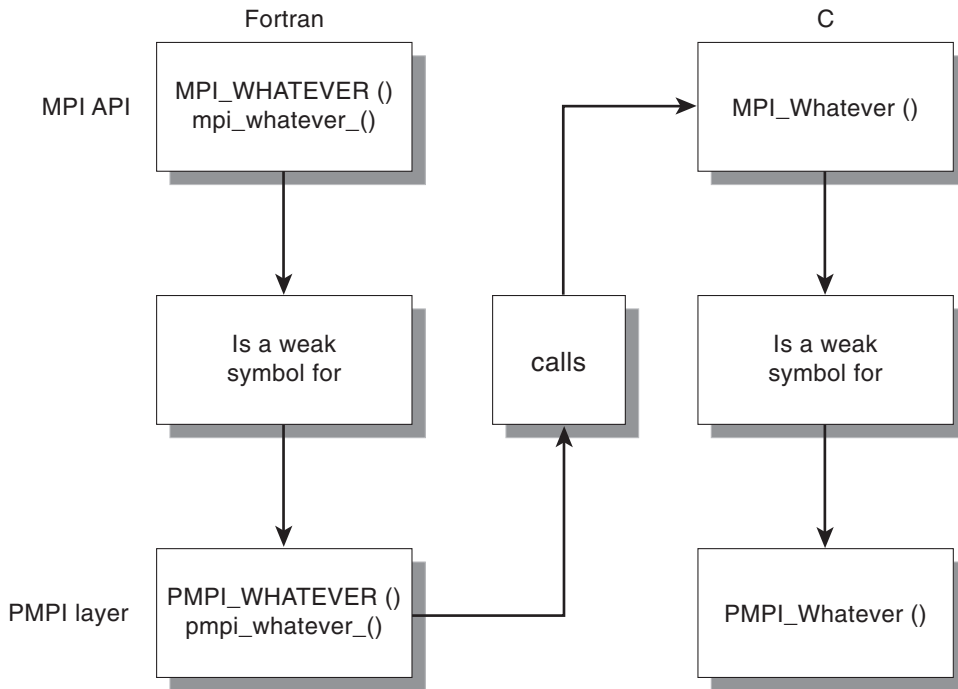 Fortran
C
MPI API
MPI_WHATEVER ()
mpi_whatever_()
MPI_Whatever ()
Is a weak
symbol for
calls
Is a weak
symbol for
PMPI layer
PMPI_WHATEVER ()
pmpi_whatever_()
PMPI_Whatever ()